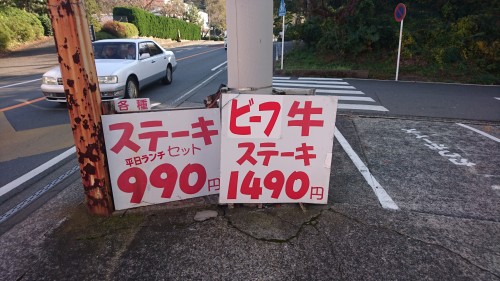 各種
ステーキ
平日ランチ セット
990円
ビーフ 牛
ステーキ
1490円